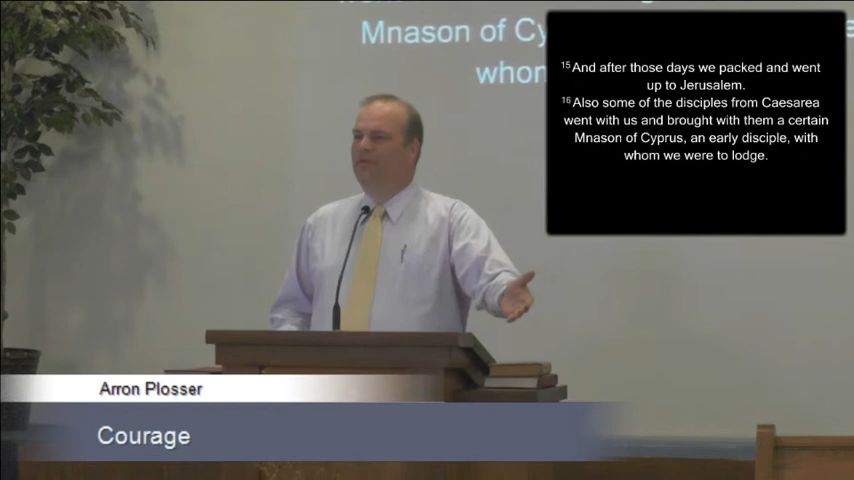 Mnason of Cy
whom
15 And after those days we packed and went
up to Jerusalem.
16 Also some of the disciples from Caesarea
went with us and brought with them a certain
Mnason of Cyprus, an early disciple, with
whom we were to lodge.
Arron Plosser
Courage